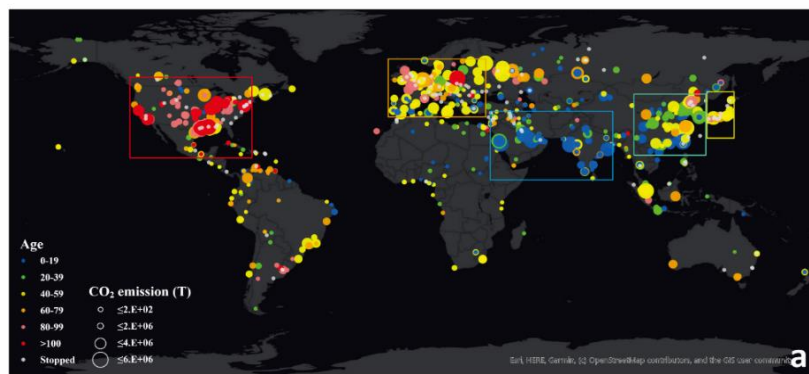 Age
0-19
20-39
40-59
60-79
80-99
>100
Stopped
CO₂ emission (T)
≤2.E+02
≤2.E+06
≤4.E+06
≤6.E+06
Esri, HERE, Garmin, (c) OpenStreetMap contributors, and the GIS user community
a